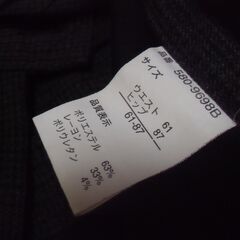 品番 580-9698B
サイズ
ウエスト 61
ヒップ 87
61-87
品質表示
ポリエステル 63%
レーヨン 33%
ポリウレタン 4%